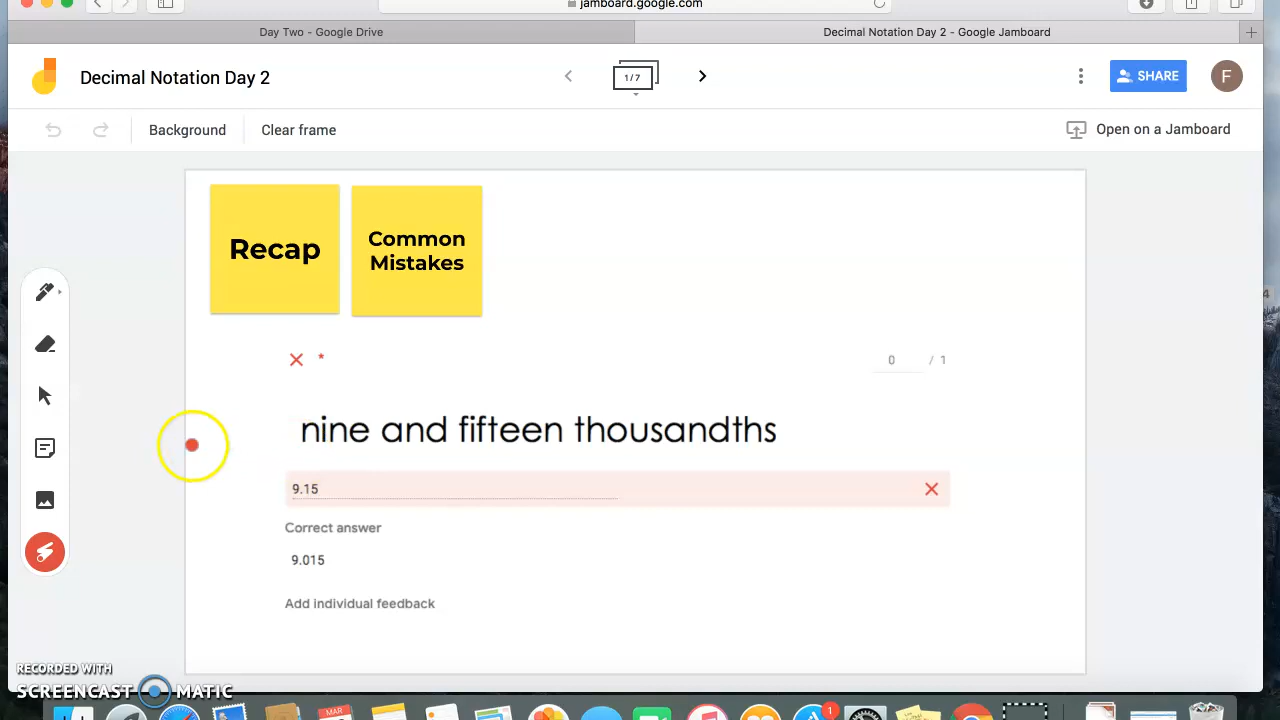 jamboard.google.com
Day Two - Google Drive
Decimal Notation Day 2 - Google Jamboard
Decimal Notation Day 2
1/7
SHARE
F
Background
Clear frame
Open on a Jamboard
Recap
Common
Mistakes
* 0 / 1
nine and fifteen thousandths
9.15
Correct answer
9.015
Add individual feedback
RECORDED WITH
SCREENCAST MATIC
MAR
1